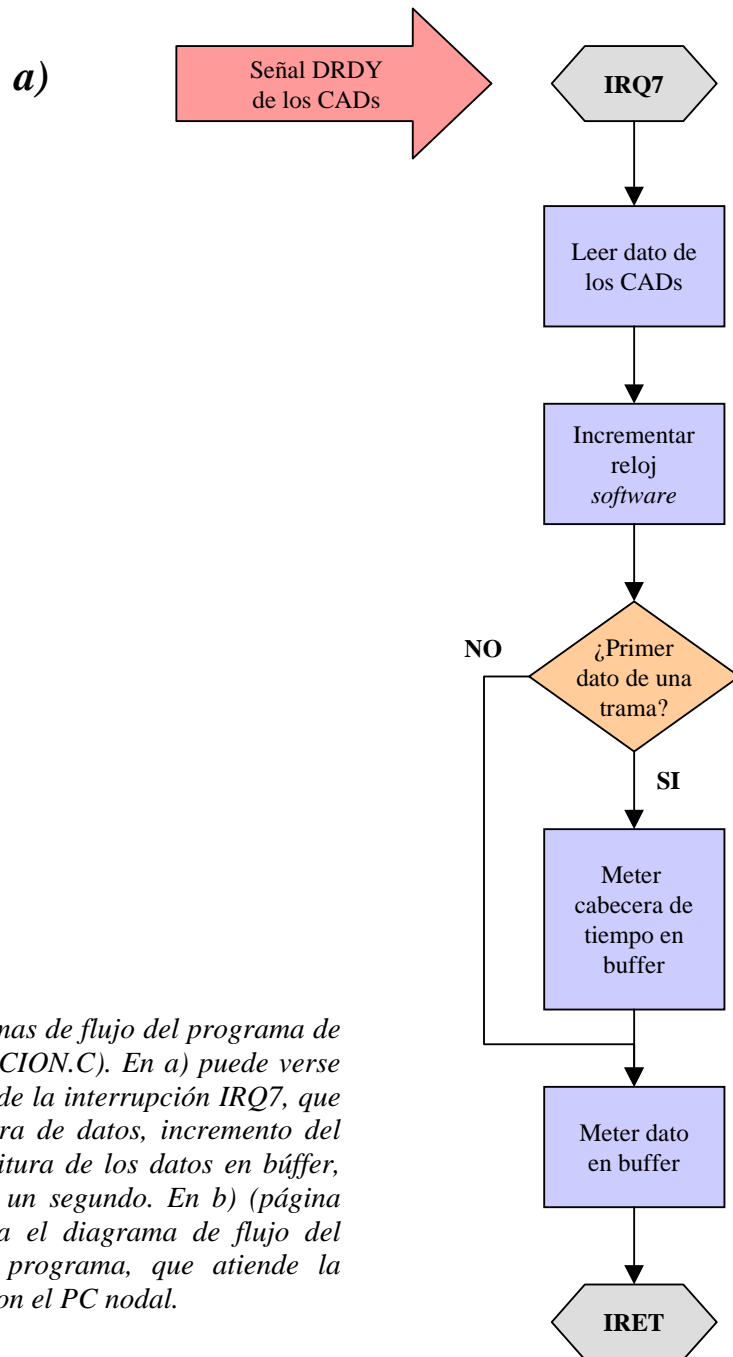 a)
Señal DRDY
de los CADs
IRQ7
Leer dato de
los CADs
Incrementar
reloj
software
¿Primer
dato de una
trama?
NO
SI
Meter
cabecera de
tiempo en
buffer
Meter dato
en buffer
IRET
mas de flujo del programa de
CION.C). En a) puede verse
de la interrupción IRQ7, que
ra de datos, incremento del
itura de los datos en búffer,
un segundo. En b) (página
a el diagrama de flujo del
programa, que atiende la
on el PC nodal.